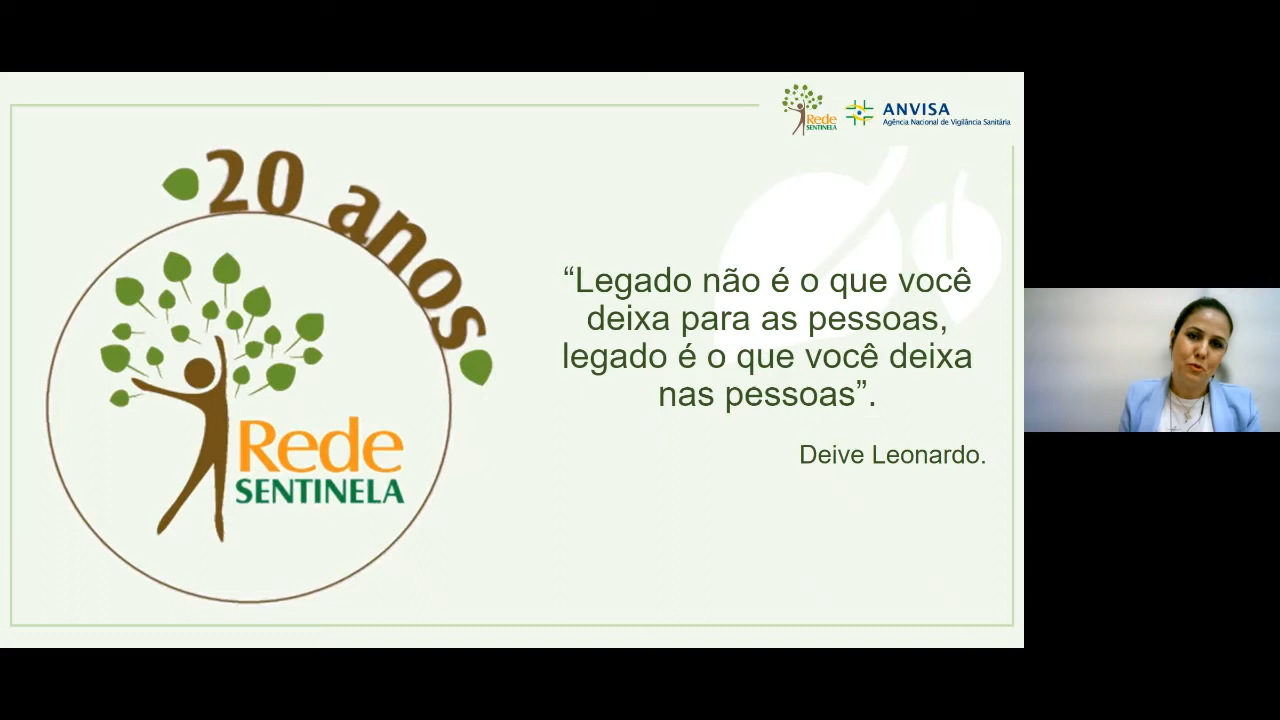 Rede
SENTINELA
ANVISA
Agência Nacional de Vigilância Sanitária
20 anos
Rede
SENTINELA
“Legado não é o que você
deixa para as pessoas,
legado é o que você deixa
nas pessoas”.
Deive Leonardo.